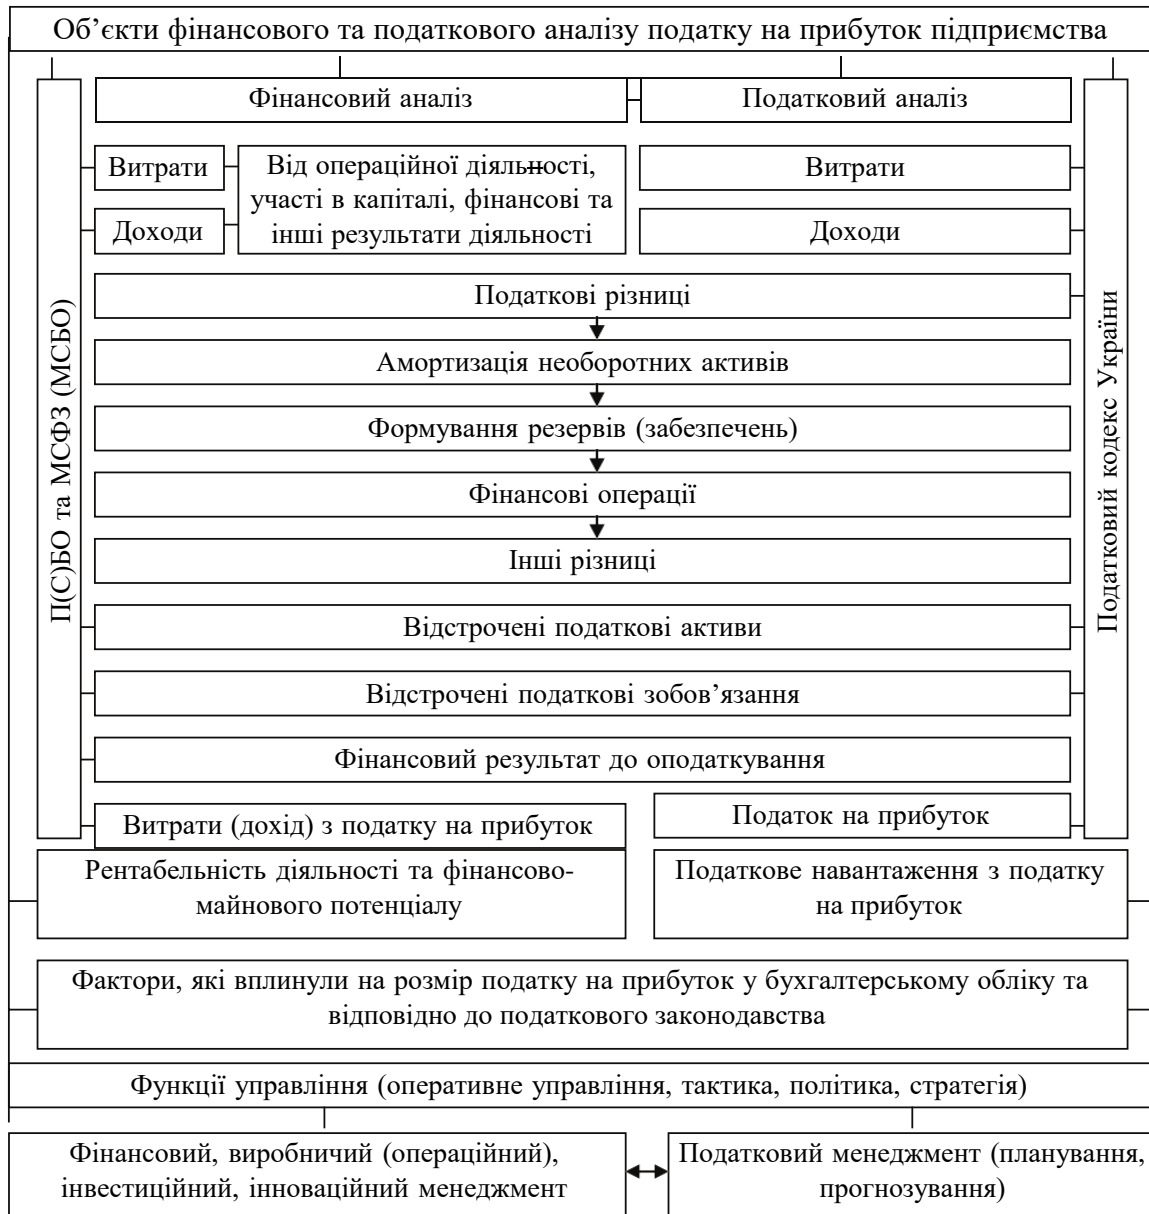 Об’єкти фінансового та податкового аналізу податку на прибуток підприємства
П(С)БО та МСФЗ (МСБО)
Фінансовий аналіз
Податковий аналіз
Витрати
Від операційної діяльності,
участі в капіталі, фінансові та
інші результати діяльності
Доходи
Витрати
Доходи
Податковий кодекс України
Податкові різниці
Амортизація необоротних активів
Формування резервів (забезпечень)
Фінансові операції
Інші різниці
Відстрочені податкові активи
Відстрочені податкові зобов’язання
Фінансовий результат до оподаткування
Витрати (дохід) з податку на прибуток
Податок на прибуток
Рентабельність діяльності та фінансово-
майнового потенціалу
Податкове навантаження з податку
на прибуток
Фактори, які вплинули на розмір податку на прибуток у бухгалтерському обліку та
відповідно до податкового законодавства
Функції управління (оперативне управління, тактика, політика, стратегія)
Фінансовий, виробничий (операційний),
інвестиційний, інноваційний менеджмент
Податковий менеджмент (планування,
прогнозування)